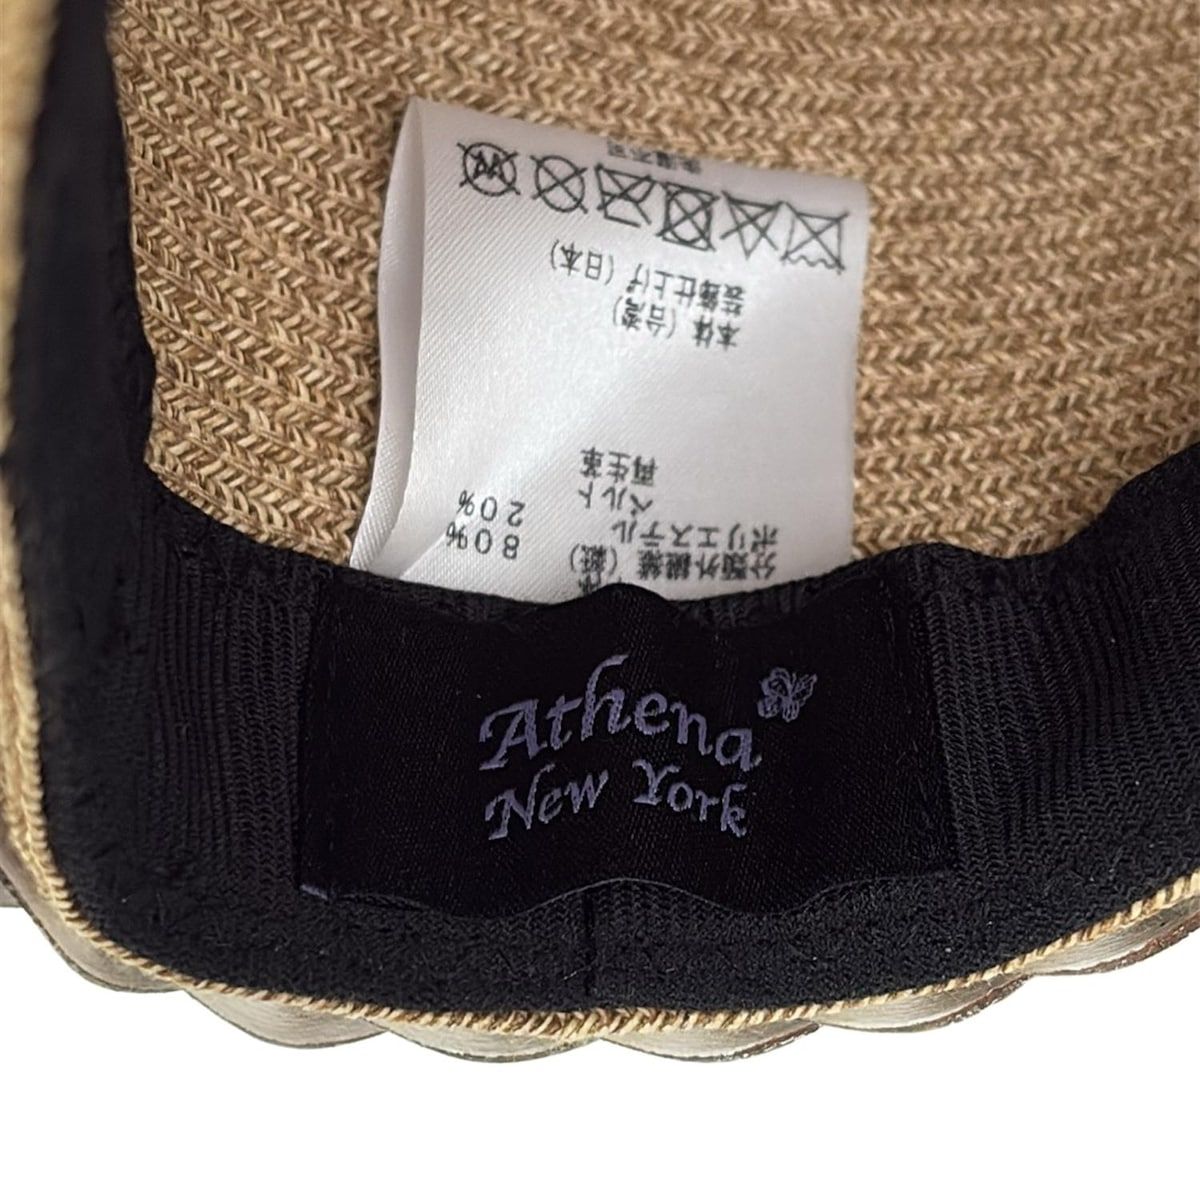 分類外繊維（紙） 80%
ポリエステル 20%
ベルト
再生革
本体（台湾）
装飾仕上げ（日本）
Athena
New York